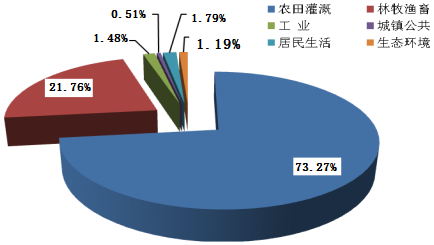 0.51%
1.79%
1.48%
1.19%
21.76%
73.27%
农田灌溉
林牧渔畜
工 业
城镇公共
居民生活
生态环境